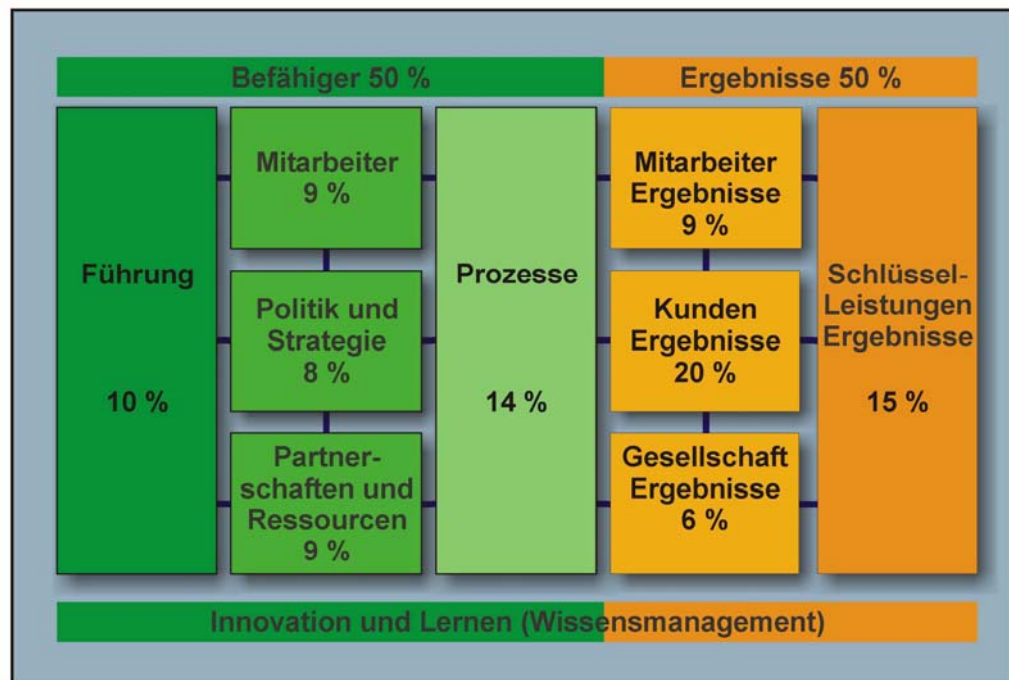 Befähiger 50 %
Ergebnisse 50 %
Führung
10 %
Mitarbeiter
9 %
Politik und
Strategie
8 %
Partner-
schaften und
Ressourcen
9 %
Prozesse
14 %
Mitarbeiter
Ergebnisse
9 %
Kunden
Ergebnisse
20 %
Gesellschaft
Ergebnisse
6 %
Schlüssel-
Leistungen
Ergebnisse
15 %
Innovation und Lernen (Wissensmanagement)